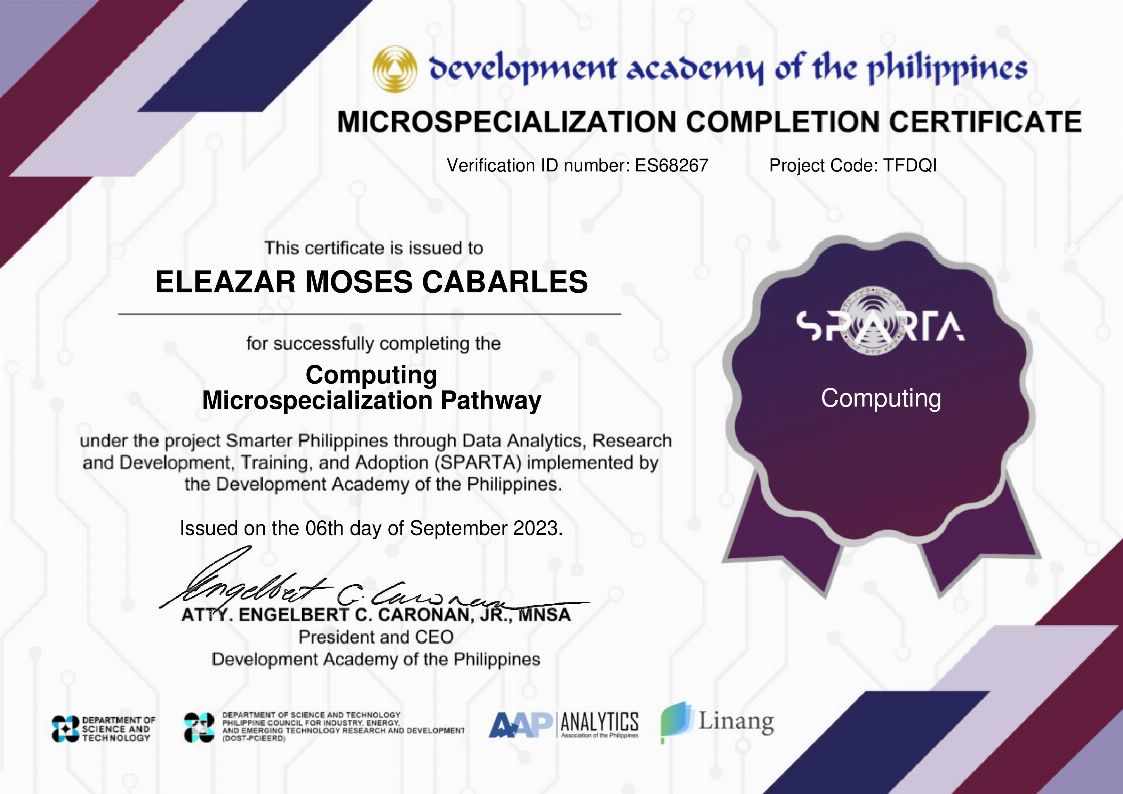 development academy of the philippines
MICROSPECIALIZATION COMPLETION CERTIFICATE
Verification ID number: ES68267 Project Code: TFDQI
This certificate is issued to
ELEAZAR MOSES CABARLES
for successfully completing the
Computing
Microspecialization Pathway
under the project Smarter Philippines through Data Analytics, Research
and Development, Training, and Adoption (SPARTA) implemented by
the Development Academy of the Philippines.
Issued on the 06th day of September 2023.
Engelbert C. Caronan
ATTY. ENGELBERT C. CARONAN, JR., MNSA
President and CEO
Development Academy of the Philippines
SPARTA
Computing
DEPARTMENT OF
SCIENCE AND
TECHNOLOGY
DEPARTMENT OF SCIENCE AND TECHNOLOGY
PHILIPPINE COUNCIL FOR INDUSTRY, ENERGY,
AND EMERGING TECHNOLOGY RESEARCH AND DEVELOPMENT
(DOST-PCIEERD)
AAP ANALYTICS
Association of the Philippines
Linang